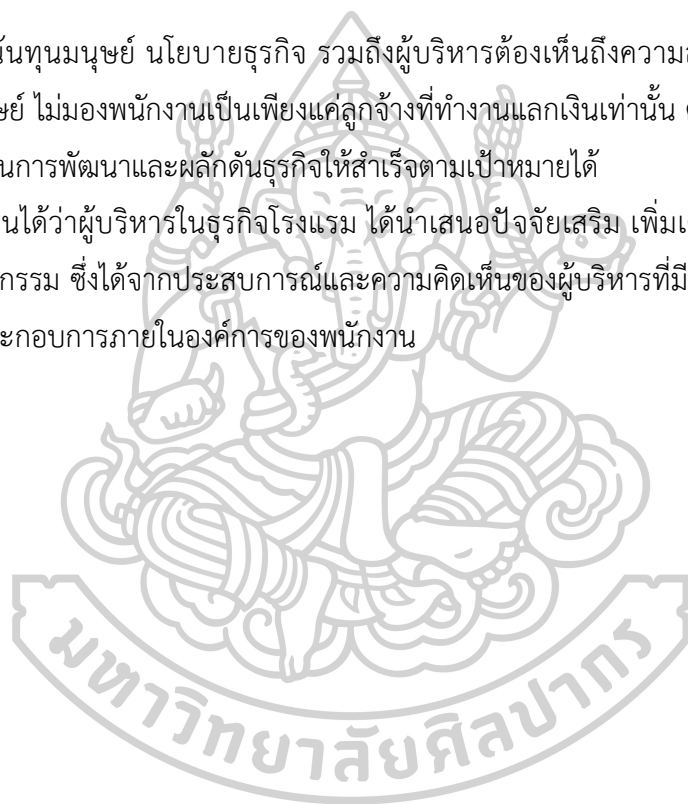 นทุนมนุษย์ นโยบายธุรกิจ รวมถึงผู้บริหารต้องเห็นถึงความ
ย์ ไม่มองพนักงานเป็นเพียงแค่ลูกจ้างที่ทำงานแลกเงินเท่านั้น
นการพัฒนาและผลักดันธุรกิจให้สำเร็จตามเป้าหมายได้
นได้ว่าผู้บริหารในธุรกิจโรงแรม ได้นำเสนอปัจจัยเสริม เพิ่ม
กรรม ซึ่งได้จากประสบการณ์และความคิดเห็นของผู้บริหารที่มี
ะกอบการภายในองค์การของพนักงาน
มหาวิทยาลัยศิลปากร